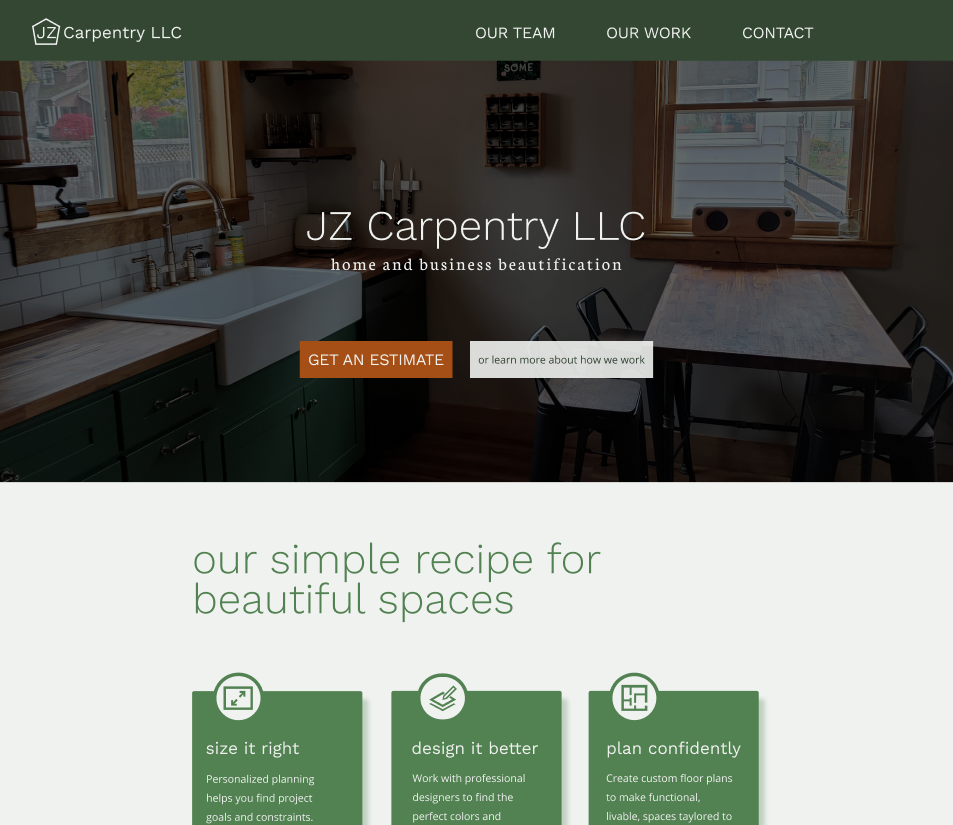 JZ Carpentry LLC
OUR TEAM OUR WORK CONTACT
SOME
JZ Carpentry LLC
home and business beautification
GET AN ESTIMATE
or learn more about how we work
our simple recipe for
beautiful spaces
size it right
Personalized planning
helps you find project
goals and constraints.
design it better
Work with professional
designers to find the
perfect colors and
plan confidently
Create custom floor plans
to make functional,
livable, spaces taylored to